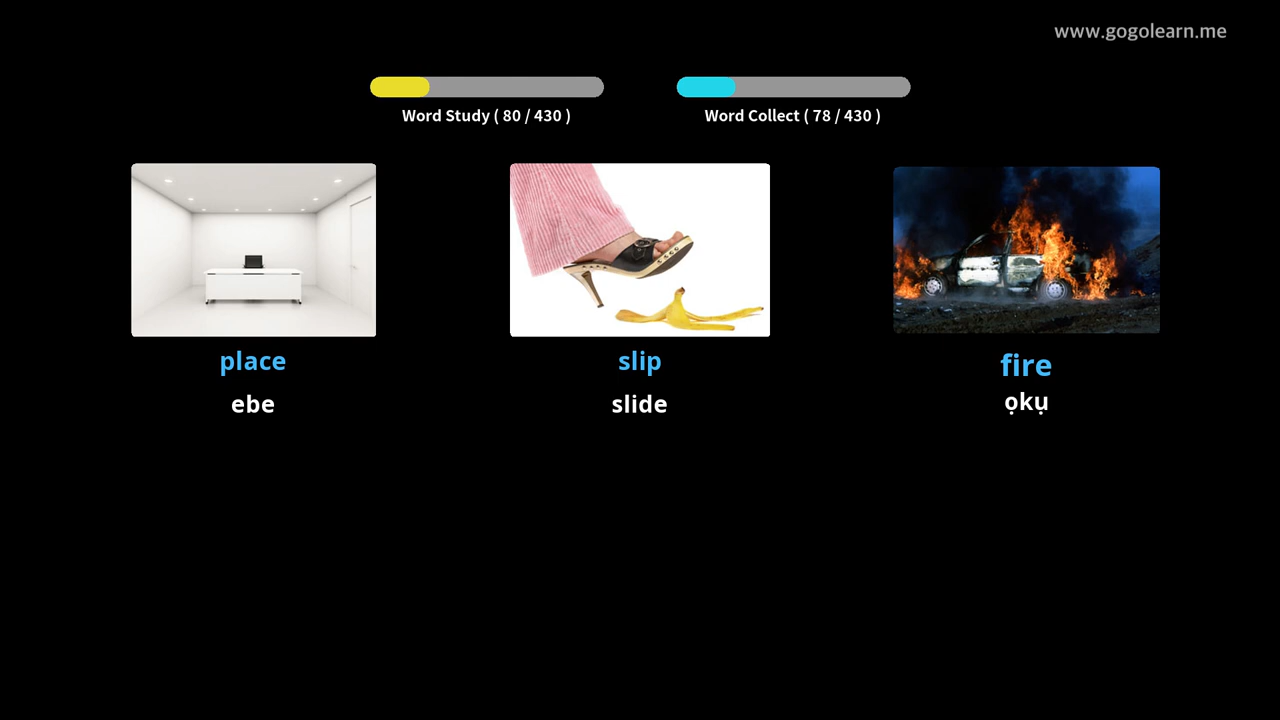 www.gogolearn.me
Word Study ( 80 / 430 )
Word Collect ( 78 / 430 )
place
ebe
slip
slide
fire
ọkụ